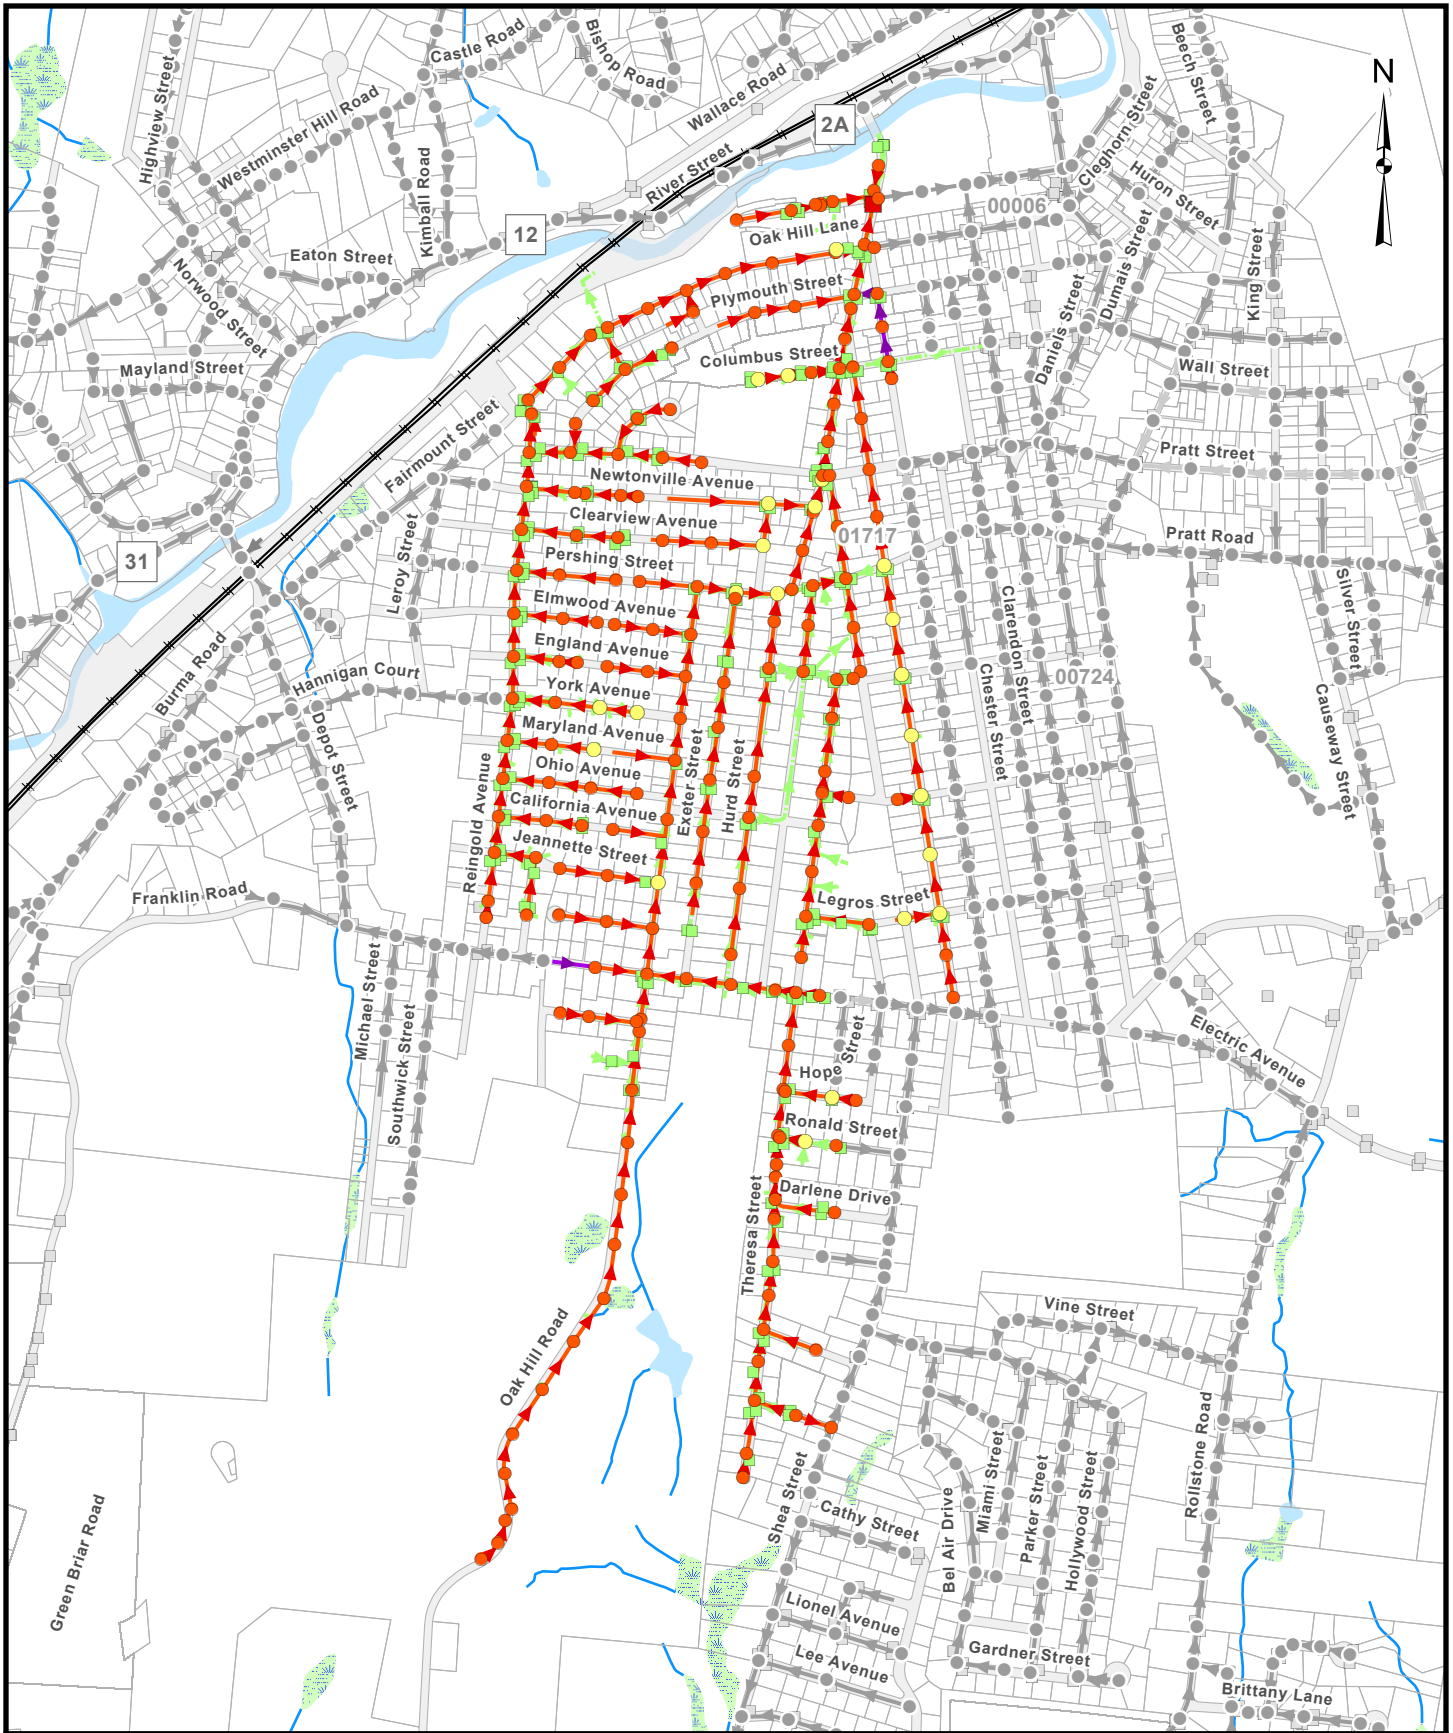 Castle Road
Bishop Road
Beech Street
N
Highview Street
Westminster Hill Road
Wallace Road
2A
Cleghorn Street
Kimball Road
River Street
Huron Street
00006
12
Oak Hill Lane
Eaton Street
Dumais Street
King Street
Norwood Street
Plymouth Street
Daniels Street
Columbus Street
Mayland Street
Wall Street
Fairmount Street
Pratt Street
Newtonville Avenue
Clearview Avenue
01717
Pratt Road
31
Pershing Street
Leroy Street
Elmwood Avenue
Silver Street
England Avenue
Clarendon Street
Burma Road
Hannigan Court
York Avenue
00724
Chester Street
Maryland Avenue
Causeway Street
Depot Street
Ohio Avenue
Exeter Street
Hurd Street
California Avenue
Reingold Avenue
Jeannette Street
Franklin Road
Legros Street
Michael Street
Southwick Street
Electric Avenue
Street
Hope
Ronald Street
Darlene Drive
Theresa Street
Vine Street
Oak Hill Road
Rollstone Road
Green Briar Road
Shea Street
Cathy Street
Bel Air Drive
Miami Street
Parker Street
Hollywood Street
Lionel Avenue
Lee Avenue
Gardner Street
Brittany Lane